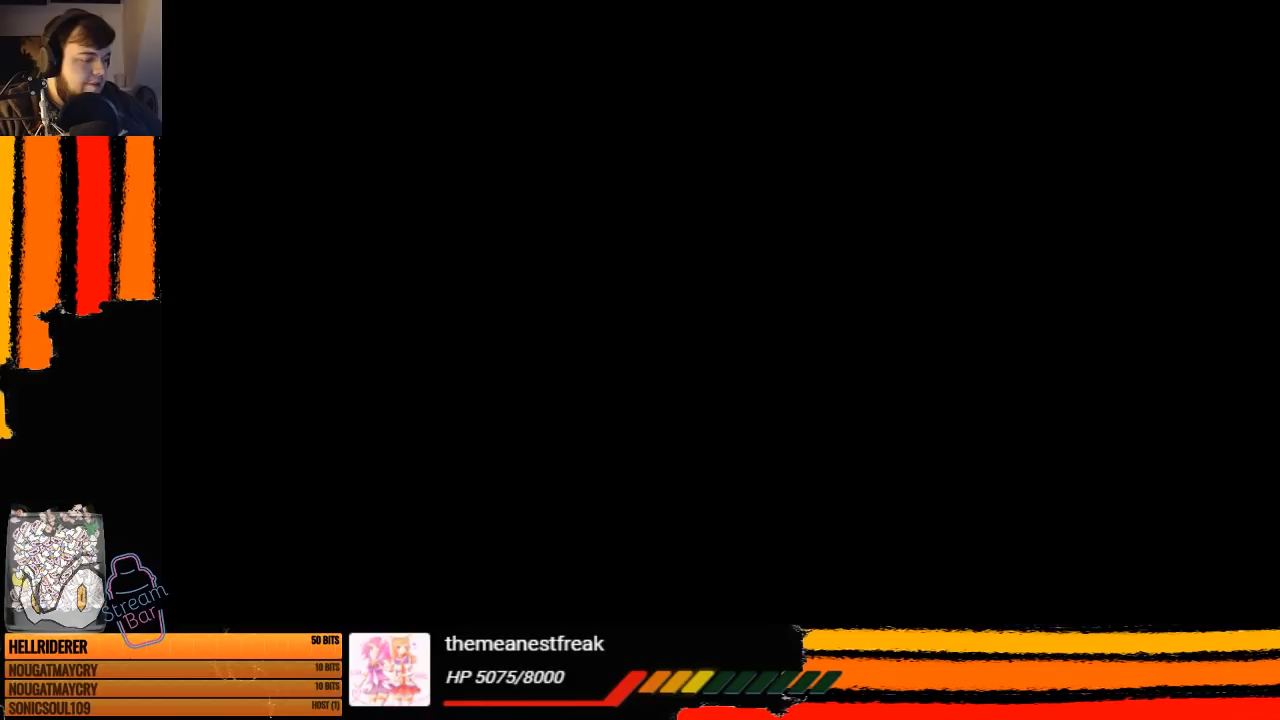 Stream
Bar
HELLRIDERER 50 BITS
NOUGATMAYCRY 10 BITS
NOUGATMAYCRY 10 BITS
SONICSOUL109 HOST (1)
themeanestfreak
HP 5075/8000